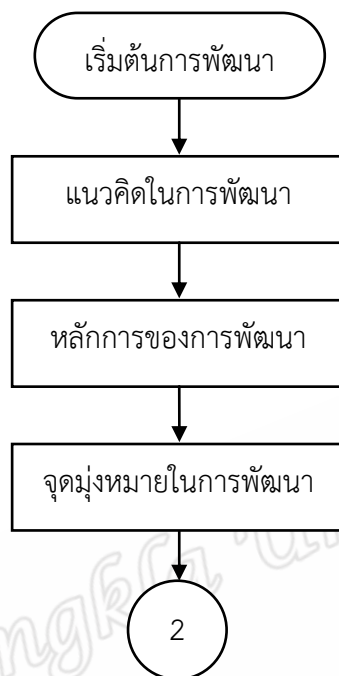 เริ่มต้นการพัฒนา
แนวคิดในการพัฒนา
หลักการของการพัฒนา
จุดมุ่งหมายในการพัฒนา
2